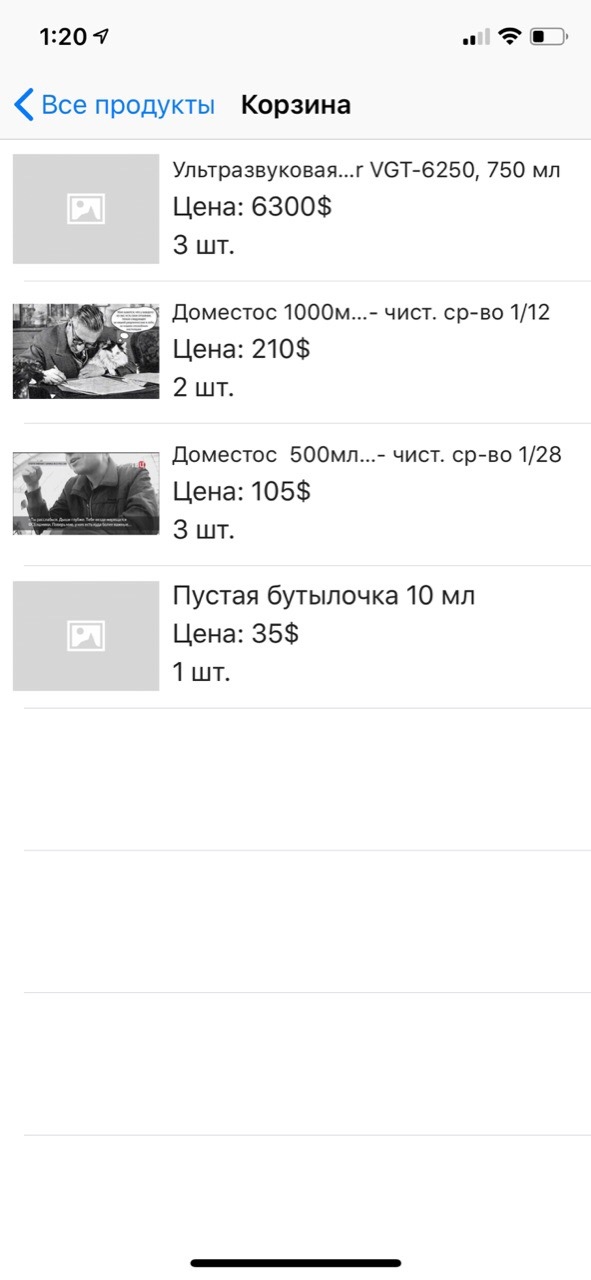 1:20
Все продукты
Корзина
Ультразвуковая...r VGT-6250, 750 мл
Цена: 6300$
3 шт.
Доместос 1000м...- чист. ср-во 1/12
Цена: 210$
2 шт.
Доместос  500мл...- чист. ср-во 1/28
Цена: 105$
3 шт.
Пустая бутылочка 10 мл
Цена: 35$
1 шт.